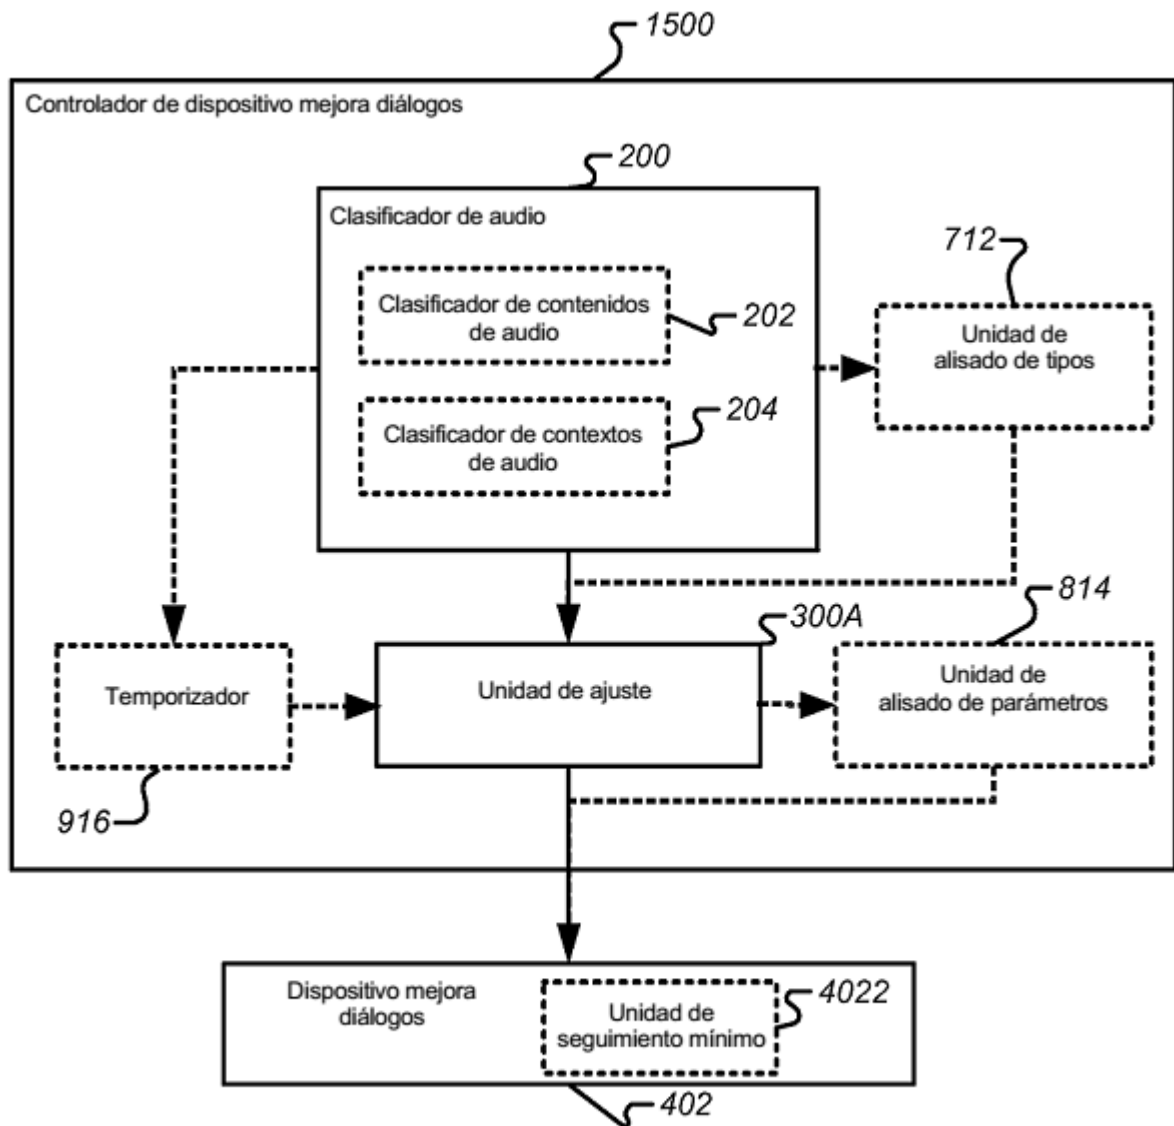 1500
Controlador de dispositivo mejora diálogos
200
Clasificador de audio
712
Clasificador de contenidos
de audio
202
Unidad de
alisado de tipos
204
Clasificador de contextos
de audio
814
300A
Temporizador
Unidad de ajuste
Unidad de
alisado de parámetros
916
Dispositivo mejora
diálogos
Unidad de
seguimiento mínimo
4022
402